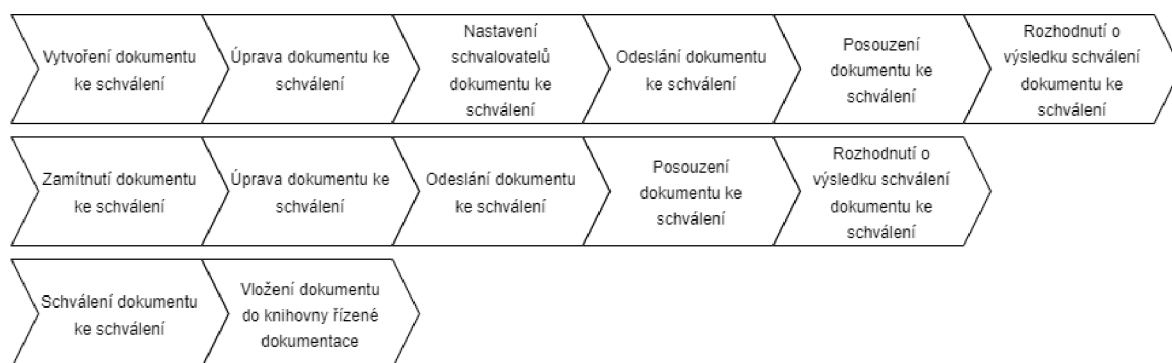 Vytvoření dokumentu
ke schválení
Úprava dokumentu ke
schválení
Nastavení
schvalovatelů
dokumentu ke
schválení
Odeslání dokumentu
ke schválení
Posouzení
dokumentu ke
schválení
Rozhodnutí o
výsledku schválení
dokumentu ke
schválení
Zamítnutí dokumentu
ke schválení
Úprava dokumentu ke
schválení
Odeslání dokumentu
ke schválení
Posouzení
dokumentu ke
schválení
Rozhodnutí o
výsledku schválení
dokumentu ke
schválení
Schválení dokumentu
ke schválení
Vložení dokumentu
do knihovny řízené
dokumentace